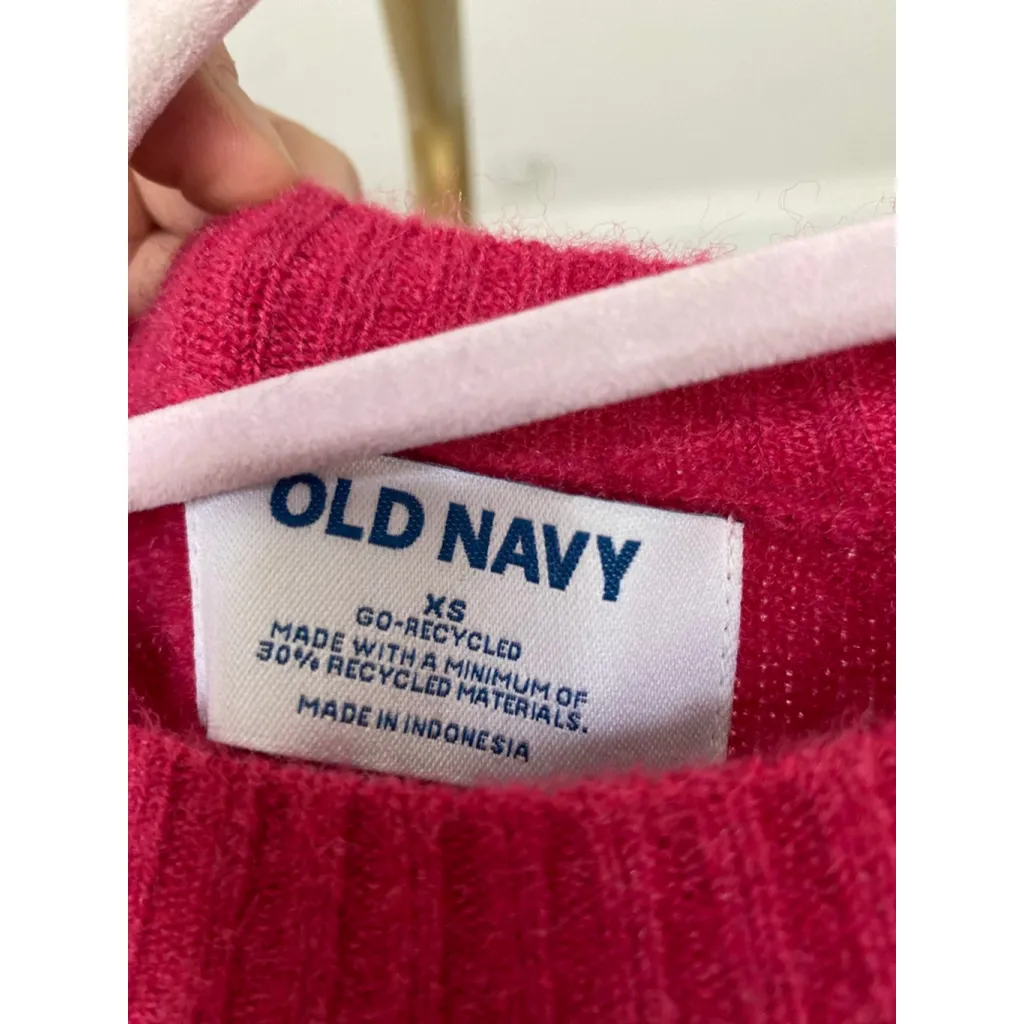 OLD NAVY
XS
GO-RECYCLED
MADE WITH A MINIMUM OF
30% RECYCLED MATERIALS.
MADE IN INDONESIA